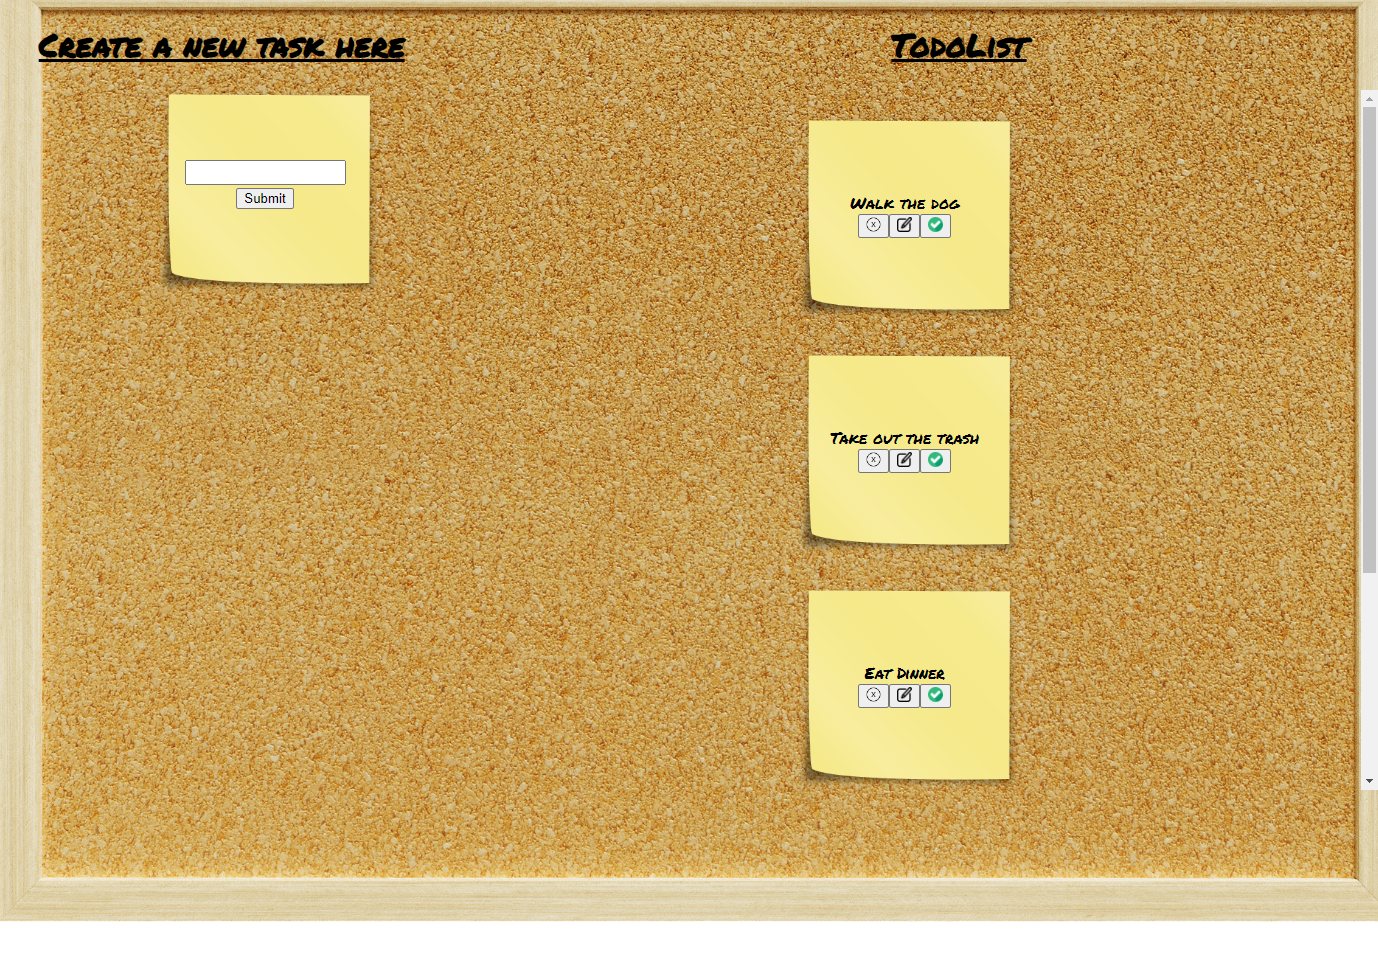 Create a new task here
TodoList
Submit
Walk the dog
Take out the trash
Eat Dinner